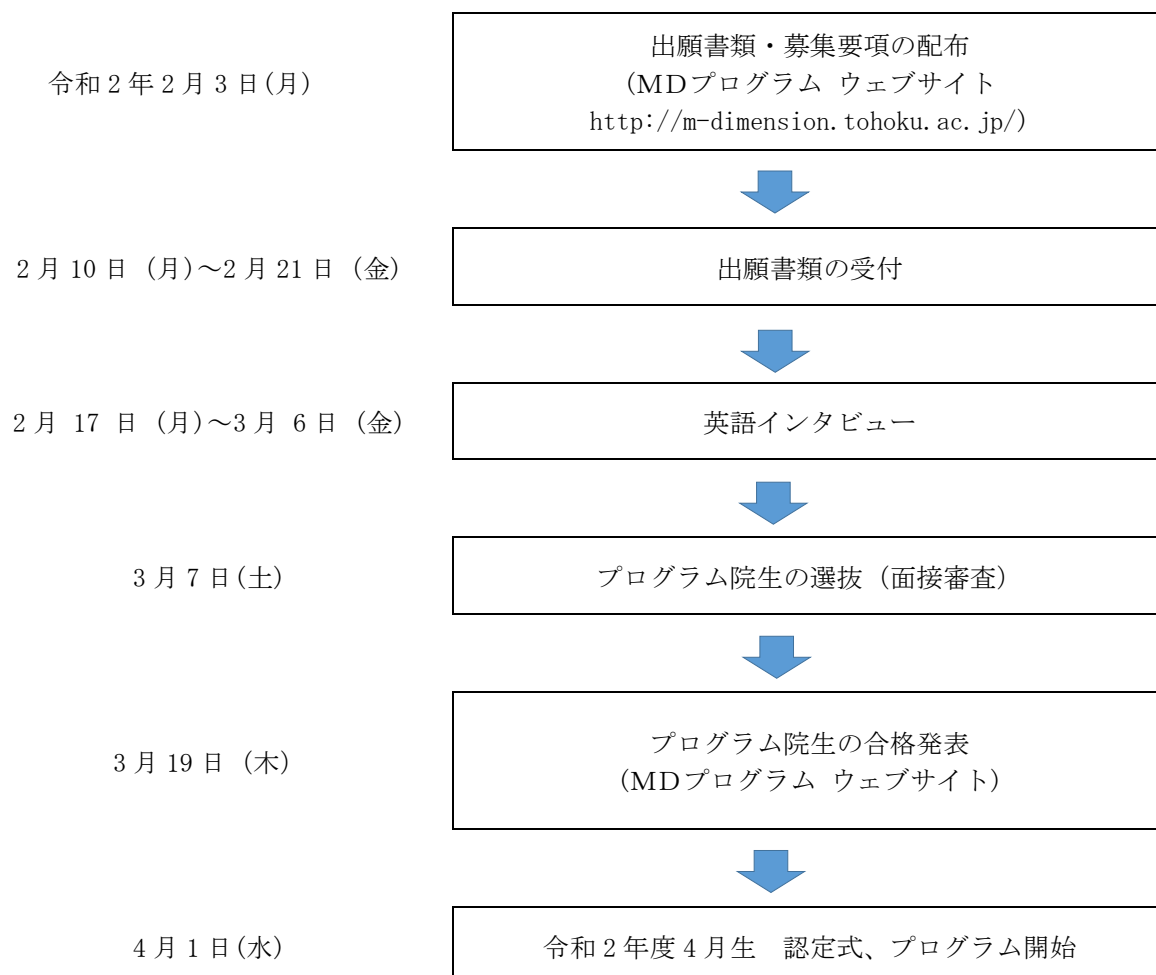 令和2年2月3日(月)
出願書類・募集要項の配布
(MDプログラム ウェブサイト
http://m-dimension.tohoku.ac.jp/)
2月10日 (月)～2月21日 (金)
出願書類の受付
2月 17 日 (月)～3月 6日 (金)
英語インタビュー
3月7日(土)
プログラム院生の選抜 (面接審査)
3月19日 (木)
プログラム院生の合格発表
(MDプログラム ウェブサイト)
4月1日(水)
令和2年度4月生　認定式、プログラム開始